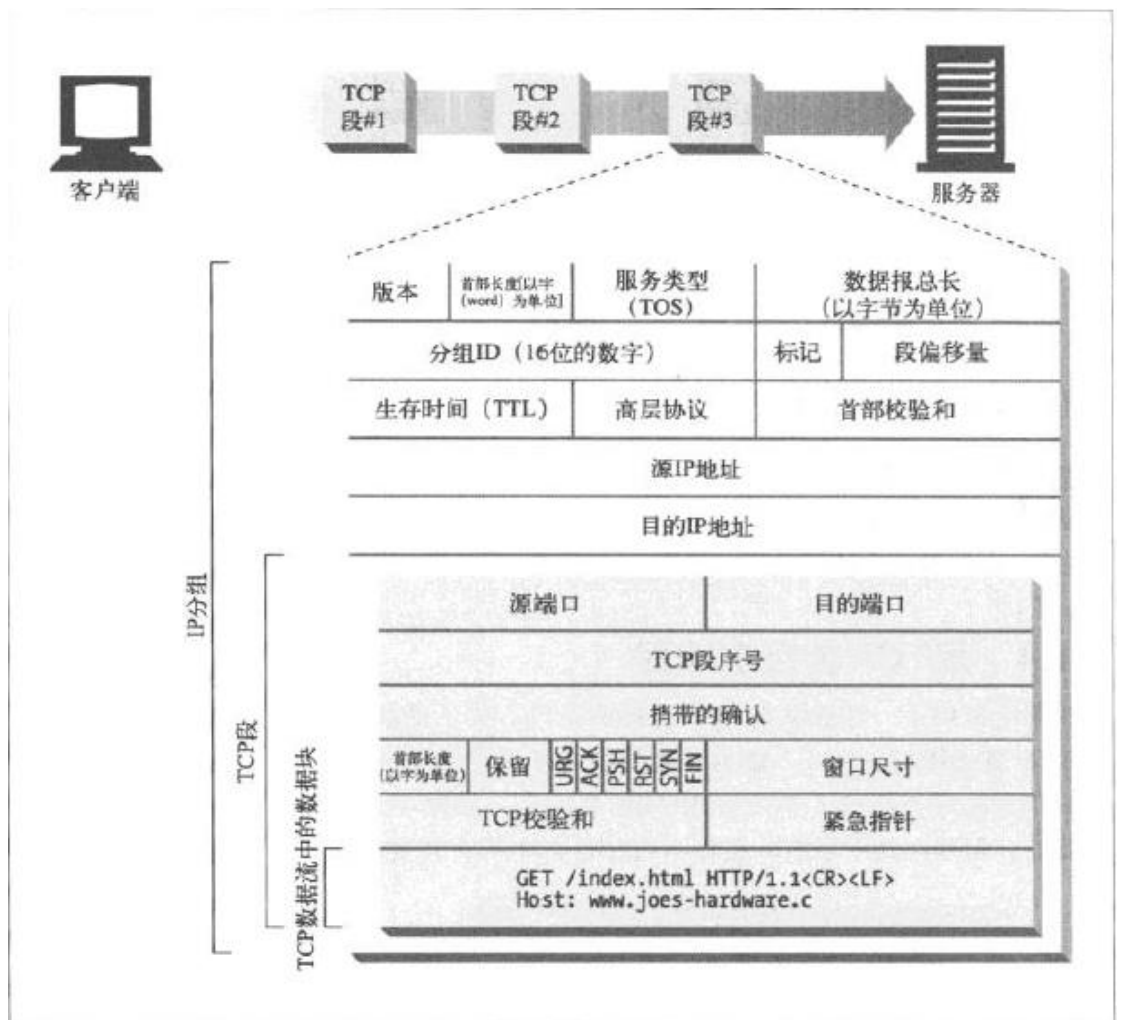 TCP
段#1
TCP
段#2
TCP
段#3
客户端
服务器
版本
首部长度[以字
(word) 为单位]
服务类型
(TOS)
数据报总长
(以字节为单位)
分组ID (16位的数字)
标记
段偏移量
生存时间 (TTL)
高层协议
首部校验和
源IP地址
目的IP地址
IP分组
TCP段
TCP数据流中的数据块
源端口
目的端口
TCP段序号
捎带的确认
首部长度
(以字为单位)
保留
URG
ACK
PSH
RST
SYN
FIN
窗口尺寸
TCP校验和
紧急指针
GET /index.html HTTP/1.1<CR><LF>
Host: www.joes-hardware.c